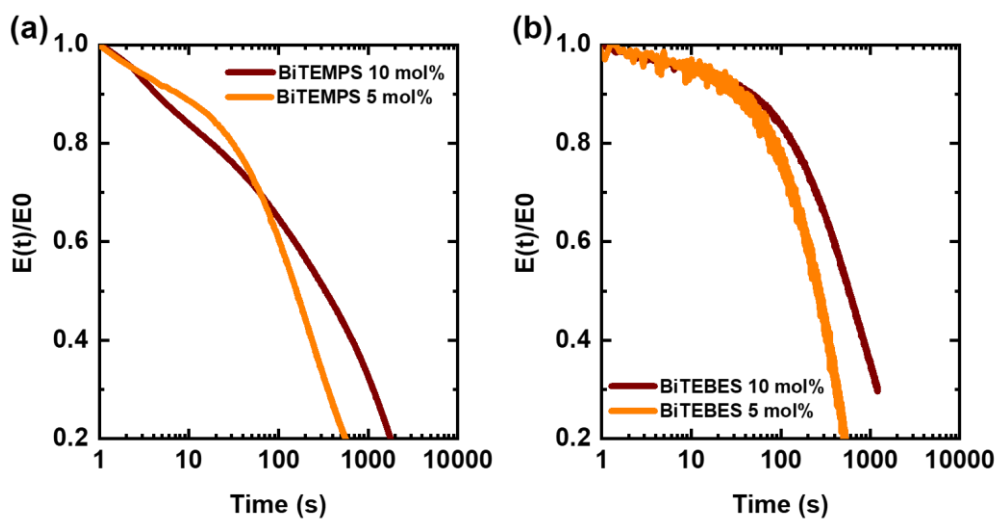 (a)
1.0
0.8
0.6
0.4
0.2
E(t)/E0
BiTEMPS 10 mol%
BiTEMPS 5 mol%
1 10 100 1000 10000
Time (s)
(b)
1.0
0.8
0.6
0.4
0.2
E(t)/E0
BiTEBES 10 mol%
BiTEBES 5 mol%
1 10 100 1000 10000
Time (s)